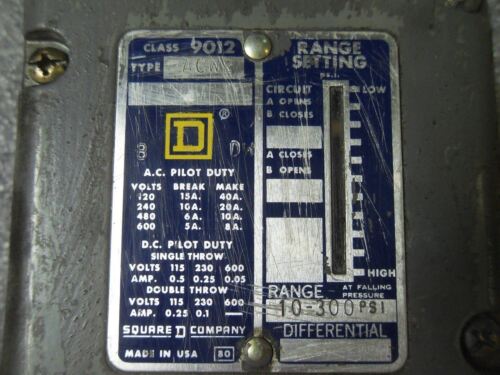 CLASS 9012
TYPE
®
D
B
A.C. PILOT DUTY
VOLTS BREAK MAKE
120 15A. 40A.
240 10A. 20A.
480 6A. 10A.
600 5A. 8A.
D.C. PILOT DUTY
SINGLE THROW
VOLTS 115 230 600
AMP. 0.5 0.25 0.05
DOUBLE THROW
VOLTS 115 230 600
AMP. 0.25 0.1 —
SQUARE D COMPANY
MADE IN USA 80
RANGE
SETTING
P.S.I.
CIRCUIT LOW
A OPENS
B CLOSES
A CLOSES
B OPENS
HIGH
RANGE AT FALLING
PRESSURE
10-300 PSI
DIFFERENTIAL